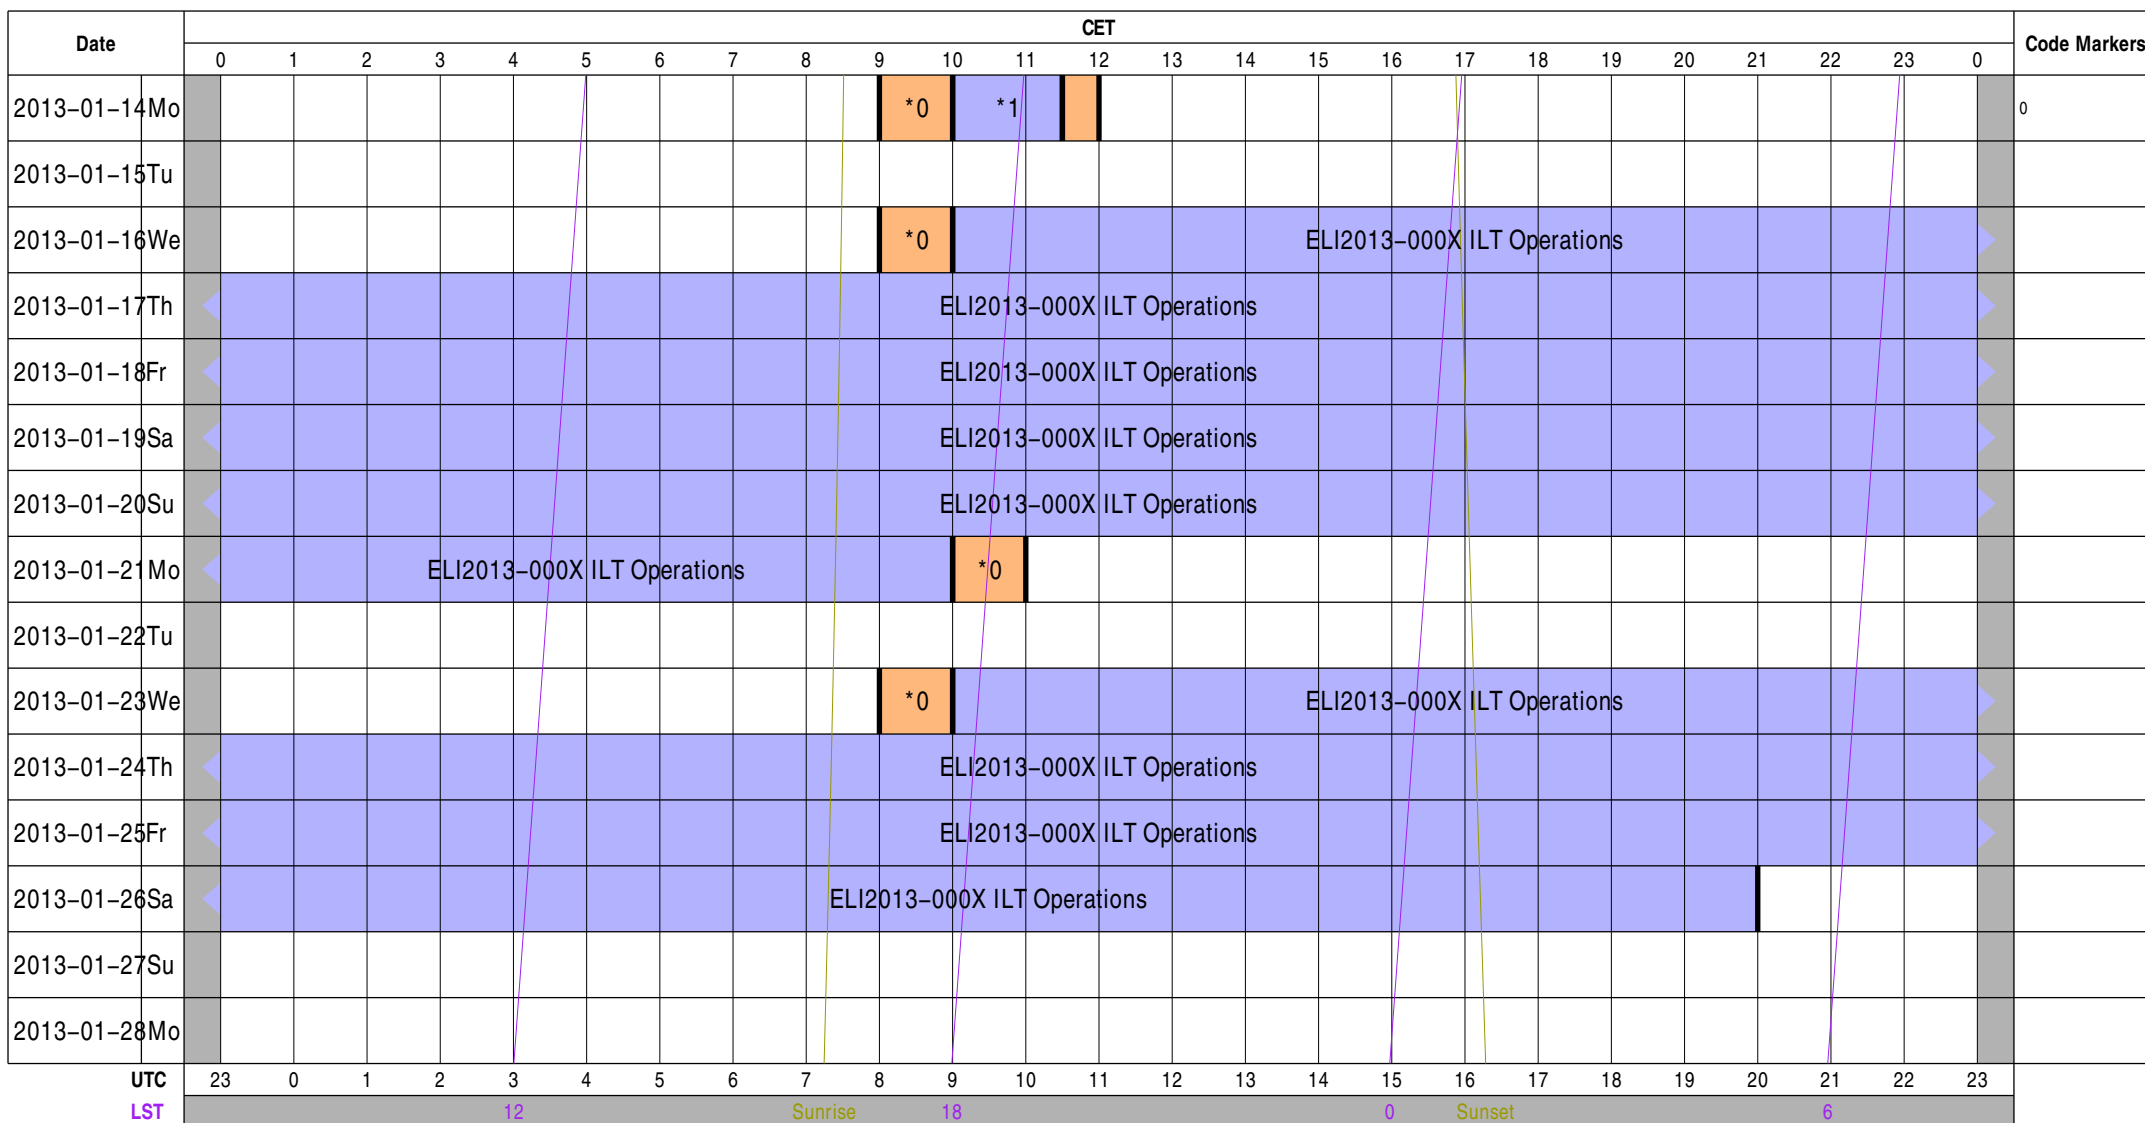 CET
Date
Code Markers
0 1 2 3 4 5 6 7 8 9 10 11 12 13 14 15 16 17 18 19 20 21 22 23 0
2013-01-14Mo *0 *1 0
2013-01-15Tu
2013-01-16We *0 ELI2013-000X ILT Operations
2013-01-17Th ELI2013-000X ILT Operations
2013-01-18Fr ELI2013-000X ILT Operations
2013-01-19Sa ELI2013-000X ILT Operations
2013-01-20Su ELI2013-000X ILT Operations
2013-01-21Mo ELI2013-000X ILT Operations *0
2013-01-22Tu
2013-01-23We *0 ELI2013-000X ILT Operations
2013-01-24Th ELI2013-000X ILT Operations
2013-01-25Fr ELI2013-000X ILT Operations
2013-01-26Sa ELI2013-000X ILT Operations
2013-01-27Su
2013-01-28Mo
UTC 23 0 1 2 3 4 5 6 7 8 9 10 11 12 13 14 15 16 17 18 19 20 21 22 23
LST 12 Sunrise 18 0 Sunset 6